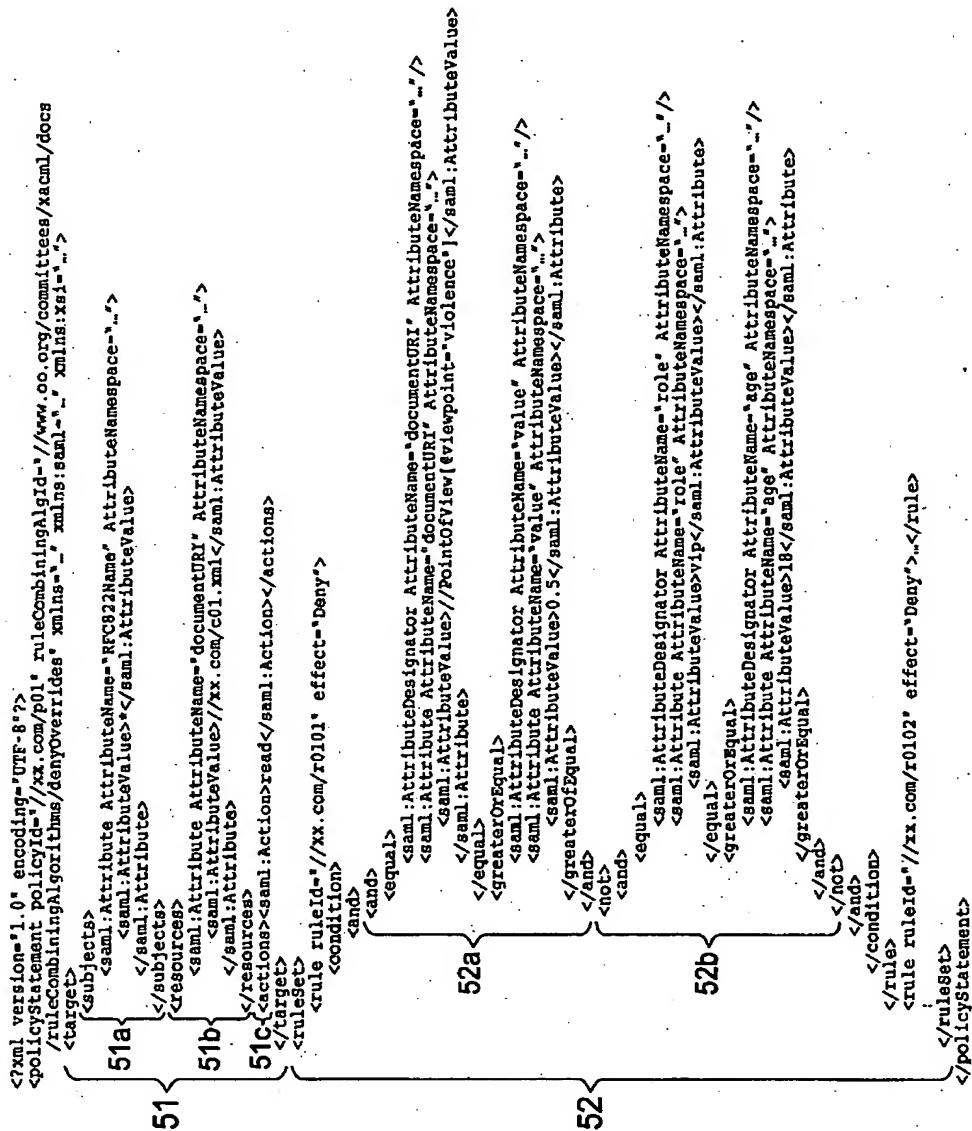 <?xml version="1.0" encoding="UTF-8"?>
<policyStatement policyId="//xx.com/p01" ruleCombiningAlgId="//www.oo.org/committees/xacml/docs
/ruleCombiningAlgorithms/denyOverrides" xmlns="…" xmlns:saml="…" xmlns:xsi="…">
<target>
<subjects>
<saml:Attribute AttributeName="RFC822Name" AttributeNamespace="…"/>
<saml:AttributeValue>*</saml:AttributeValue>
</saml:Attribute>
</subjects>
<resources>
<saml:Attribute AttributeName="documentURI" AttributeNamespace="…"/>
<saml:AttributeValue>//xx.com/c01.xml</saml:AttributeValue>
</saml:Attribute>
</resources>
<actions><saml:Action>read</saml:Action></actions>
</target>
<ruleSet>
<rule ruleId="//xx.com/r0101" effect="Deny">
<condition>
<and>
<and>
<equal>
<saml:AttributeDesignator AttributeName="documentURI" AttributeNamespace="…"/>
<saml:Attribute AttributeName="documentURI" AttributeNamespace="…">
<saml:AttributeValue>//PointOfView[@viewpoint="violence"]</saml:AttributeValue>
</saml:Attribute>
</equal>
<greaterOrEqual>
<saml:AttributeDesignator AttributeName="value" AttributeNamespace="…"/>
<saml:Attribute AttributeName="value" AttributeNamespace="…">
<saml:AttributeValue>0.5</saml:AttributeValue></saml:Attribute>
</greaterOfEqual>
</and>
<not>
<and>
<equal>
<saml:AttributeDesignator AttributeName="role" AttributeNamespace="…"/>
<saml:Attribute AttributeName="role" AttributeNamespace="…">
<saml:AttributeValue>vip</saml:AttributeValue></saml:Attribute>
</equal>
<greaterOrEqual>
<saml:AttributeDesignator AttributeName="age" AttributeNamespace="…"/>
<saml:Attribute AttributeName="age" AttributeNamespace="…">
<saml:AttributeValue>18</saml:AttributeValue></saml:Attribute>
</greaterOrEqual>
</and>
</not>
</and>
</condition>
</rule>
<rule ruleId="//xx.com/r0102" effect="Deny">…</rule>
⋮
</ruleSet>
</policyStatement>
51
51a
51b
51c
52
52a
52b